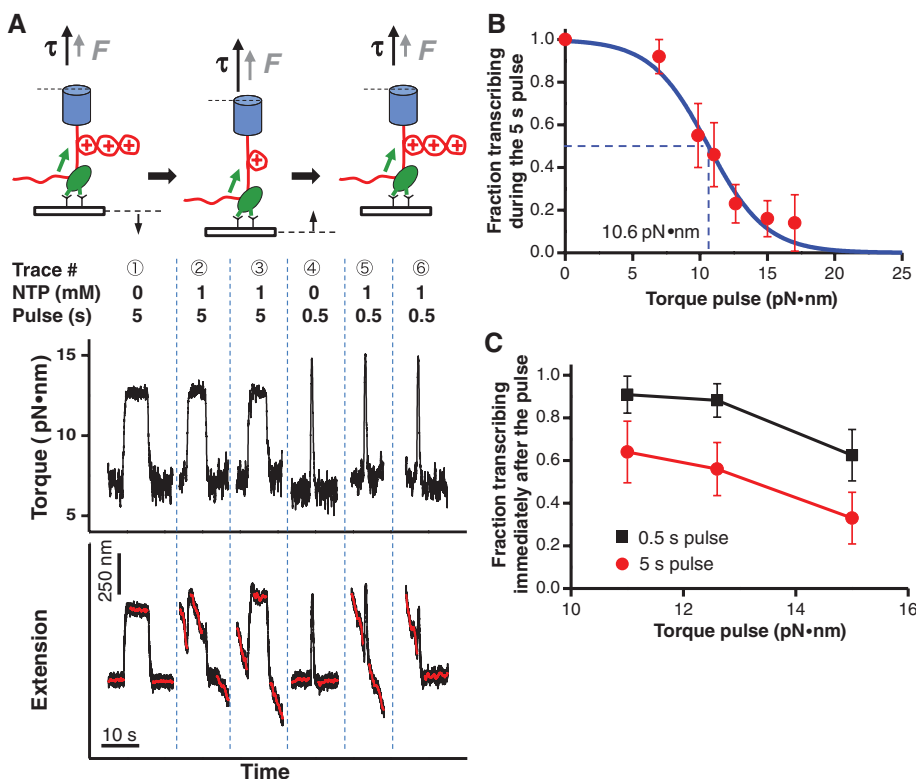 A
τ F
τ F
τ F
Trace # ① ② ③ ④ ⑤ ⑥
NTP (mM) 0 1 1 0 1 1
Pulse (s) 5 5 5 0.5 0.5 0.5
Torque (pN•nm)
15
10
5
Extension
250 nm
10 s
Time
B
Fraction transcribing
during the 5 s pulse
1.0
0.8
0.6
0.4
0.2
0.0
10.6 pN•nm
0 5 10 15 20 25
Torque pulse (pN•nm)
C
Fraction transcribing
immediately after the pulse
1.0
0.8
0.6
0.4
0.2
0.0
0.5 s pulse
5 s pulse
10 12 14 16
Torque pulse (pN•nm)